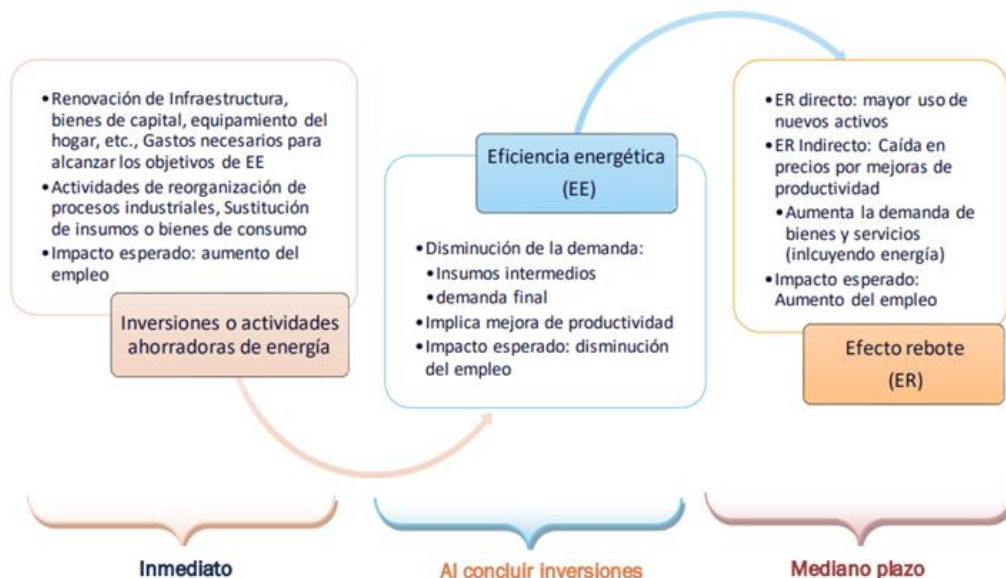 •Renovación de Infraestructura,
bienes de capital, equipamiento del
hogar, etc., Gastos necesarios para
alcanzar los objetivos de EE
•Actividades de reorganización de
procesos industriales, Sustitución
de insumos o bienes de consumo
•Impacto esperado: aumento del
empleo
Inversiones o actividades
ahorradoras de energía
Eficiencia energética
(EE)
•Disminución de la demanda:
•Insumos intermedios
•demanda final
•Implica mejora de productividad
•Impacto esperado: disminución
del empleo
•ER directo: mayor uso de
nuevos activos
•ER Indirecto: Caída en
precios por mejoras de
productividad
•Aumenta la demanda de
bienes y servicios
(inlcuyendo energía)
•Impacto esperado:
Aumento del empleo
Efecto rebote
(ER)
Inmediato
Al concluir inversiones
Mediano plazo